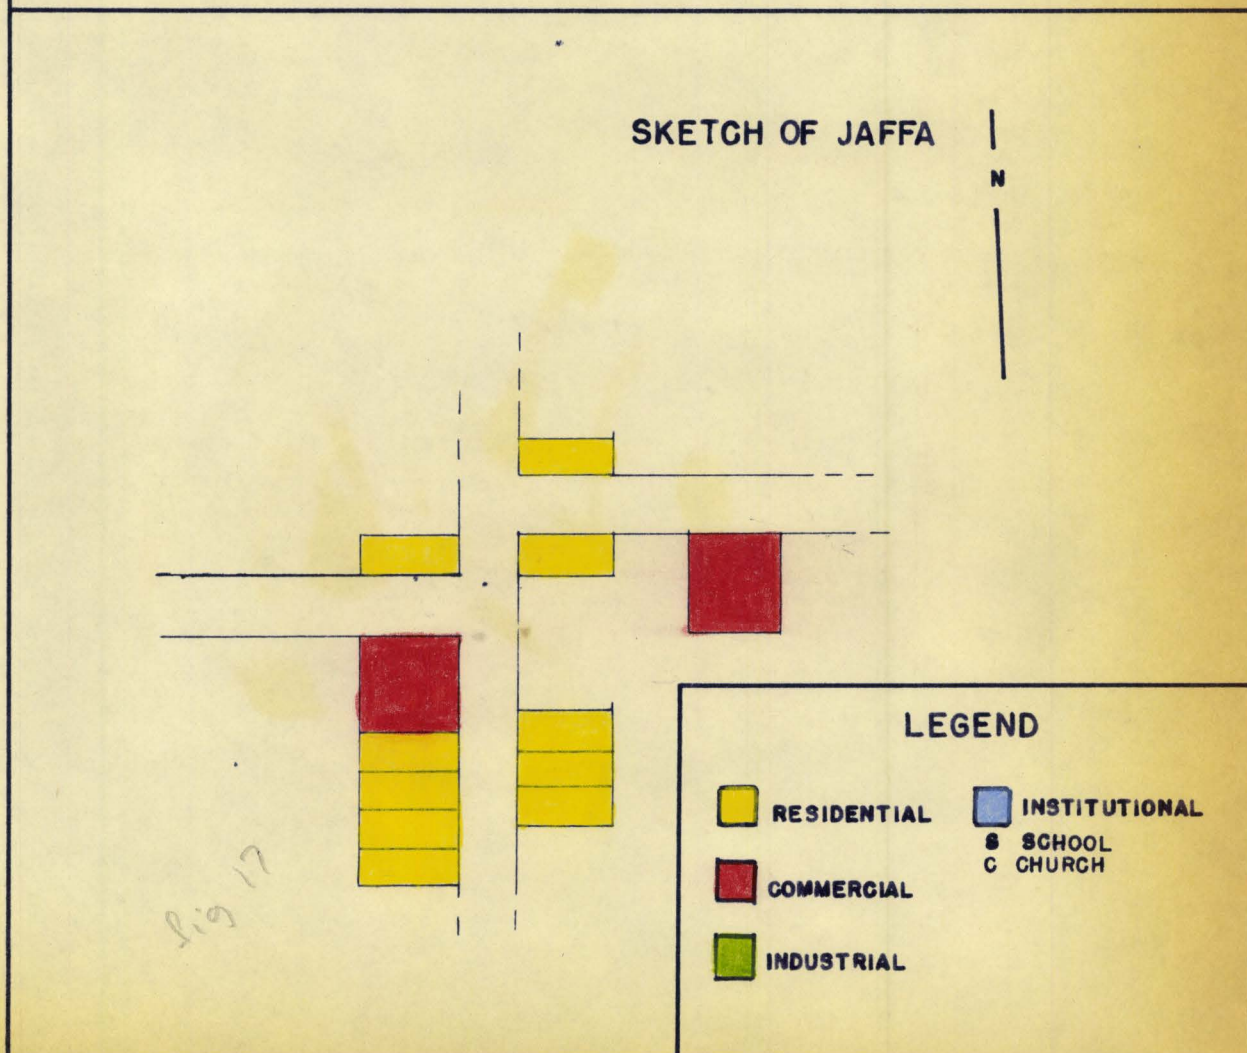 SKETCH OF JAFFA
N
LEGEND
RESIDENTIAL
INSTITUTIONAL
S SCHOOL
C CHURCH
COMMERCIAL
INDUSTRIAL
Fig 17